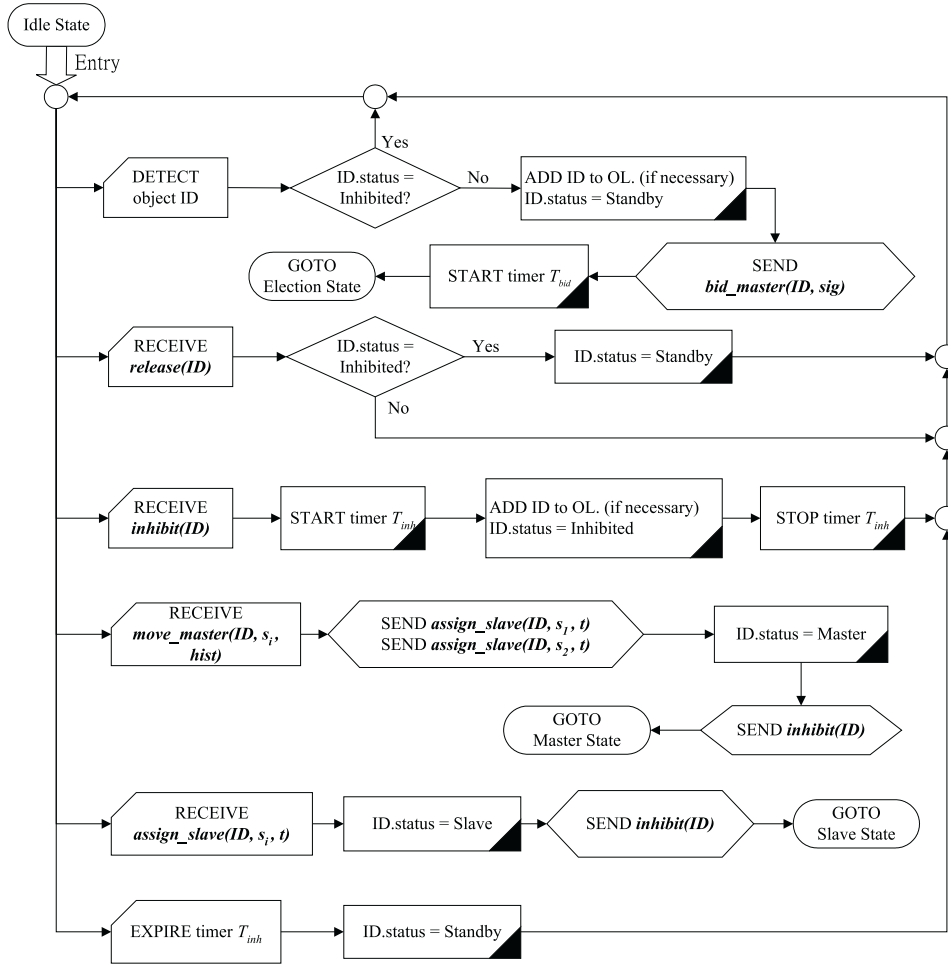 Idle State
Entry
Yes
DETECT
object ID
ID.status =
Inhibited?
No
ADD ID to OL. (if necessary)
ID.status = Standby
SEND
bid_master(ID, sig)
START timer T_bid
GOTO
Election State
RECEIVE
release(ID)
ID.status =
Inhibited?
Yes
ID.status = Standby
No
RECEIVE
inhibit(ID)
START timer T_inh
ADD ID to OL. (if necessary)
ID.status = Inhibited
STOP timer T_inh
RECEIVE
move_master(ID, s_i,
hist)
SEND assign_slave(ID, s_1, t)
SEND assign_slave(ID, s_2, t)
ID.status = Master
SEND inhibit(ID)
GOTO
Master State
RECEIVE
assign_slave(ID, s_i, t)
ID.status = Slave
SEND inhibit(ID)
GOTO
Slave State
EXPIRE timer T_inh
ID.status = Standby